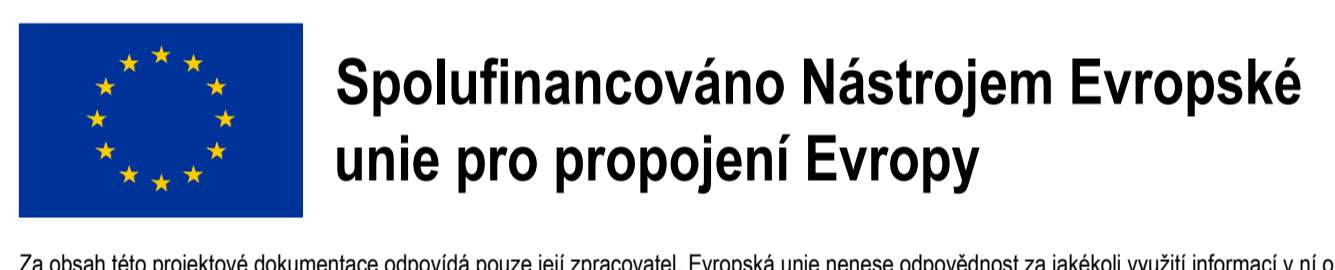 Spolufinancováno Nástrojem Evropské
unie pro propojení Evropy
Za obsah této projektové dokumentace odpovídá pouze její zpracovatel. Evropská unie nenese odpovědnost za jakékoli využití informací v ní